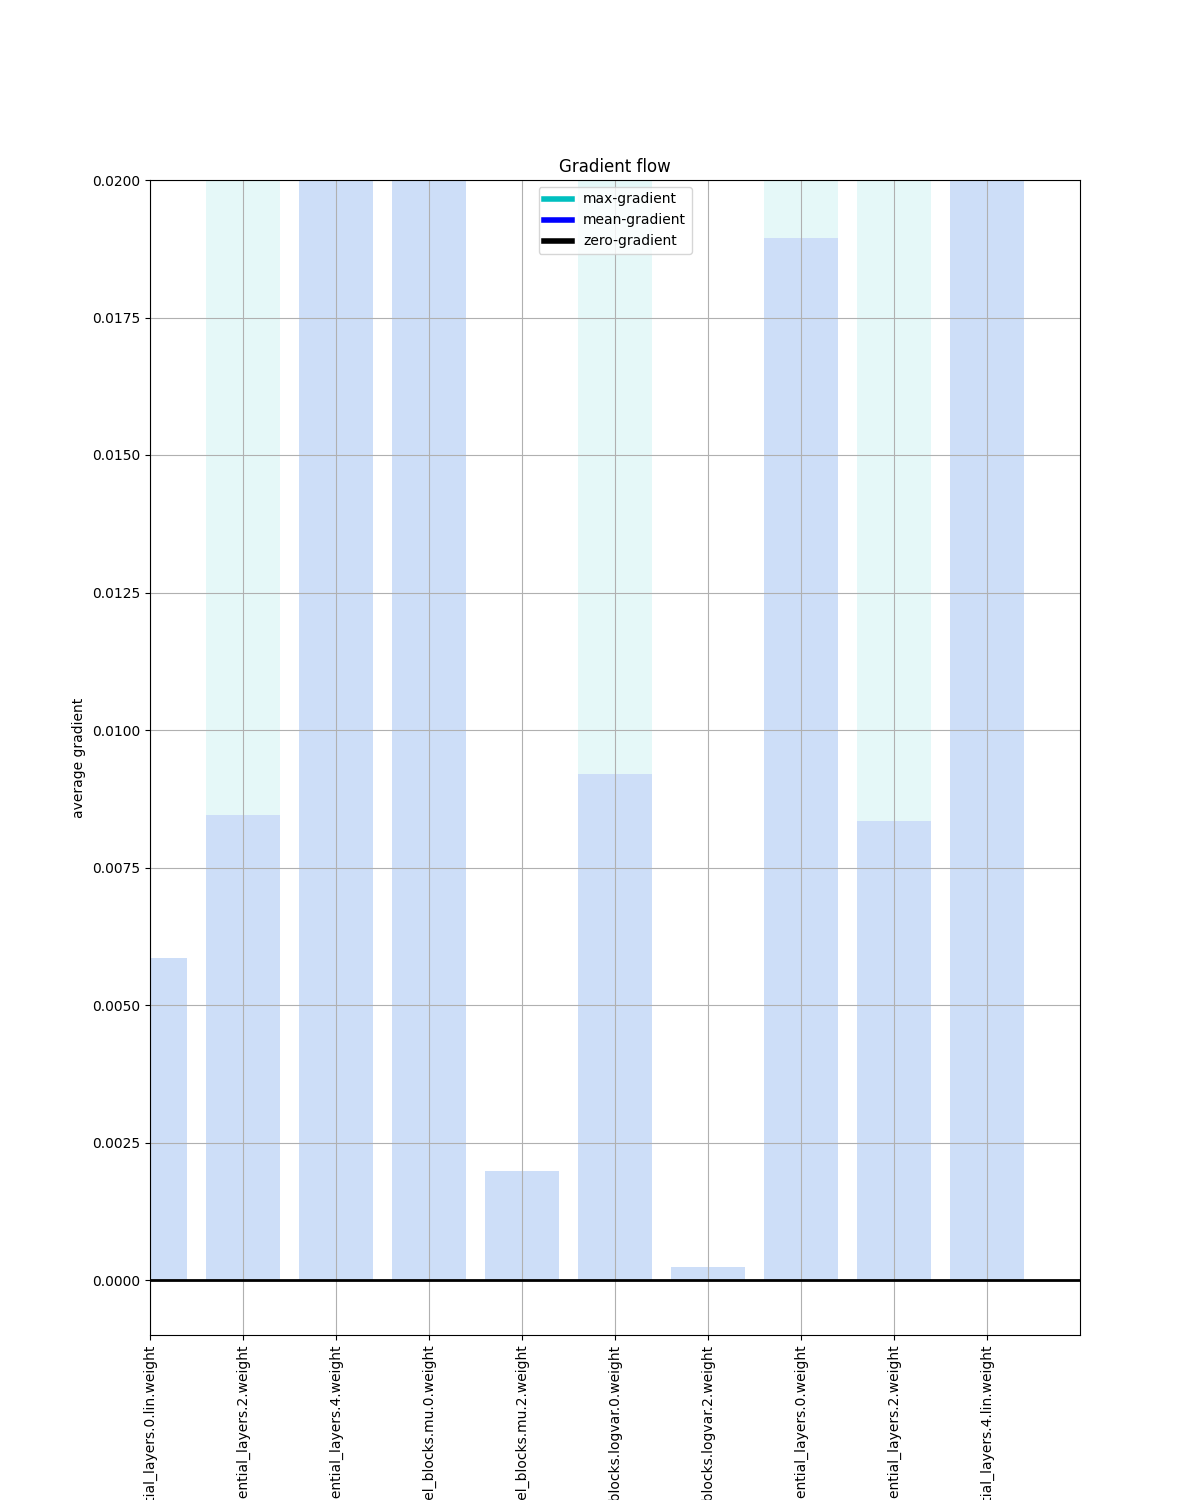 Gradient flow
max-gradient
mean-gradient
zero-gradient
0.0200
0.0175
0.0150
0.0125
0.0100
0.0075
0.0050
0.0025
0.0000
average gradient
tial_layers.0.lin.weight
ential_layers.2.weight
ential_layers.4.weight
el_blocks.mu.0.weight
el_blocks.mu.2.weight
blocks.logvar.0.weight
blocks.logvar.2.weight
ential_layers.0.weight
ential_layers.2.weight
tial_layers.4.lin.weight